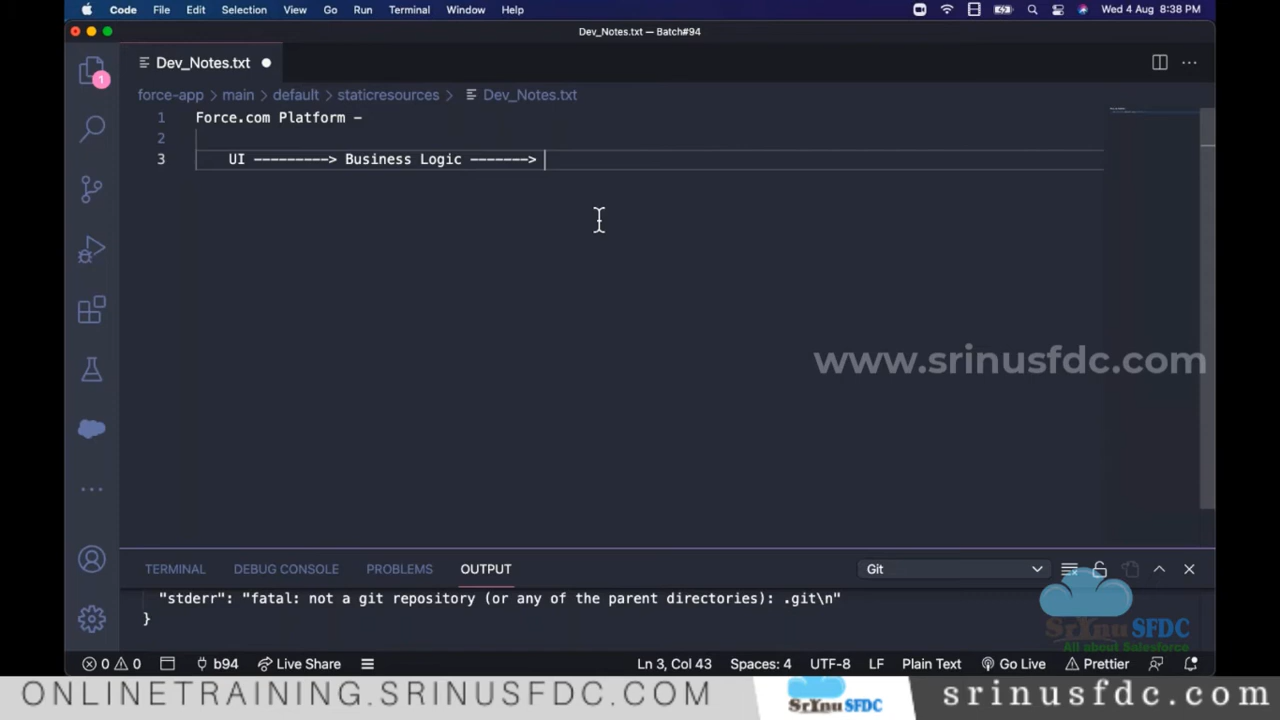 Code File Edit Selection View Go Run Terminal Window Help Wed 4 Aug 8:38 PM
Dev_Notes.txt — Batch#94
Dev_Notes.txt
force-app > main > default > staticresources > Dev_Notes.txt
1 Force.com Platform -
2
3 UI ---------> Business Logic ------->
1
www.srinusfdc.com
TERMINAL DEBUG CONSOLE PROBLEMS OUTPUT Git
"stderr": "fatal: not a git repository (or any of the parent directories): .git\n"
}
SrInu SFDC
All about Salesforce
0 0 b94 Live Share Ln 3, Col 43 Spaces: 4 UTF-8 LF Plain Text Go Live Prettier
ONLINETRAINING.SRINUSFDC.COM SrInu SFDC srinusfdc.com